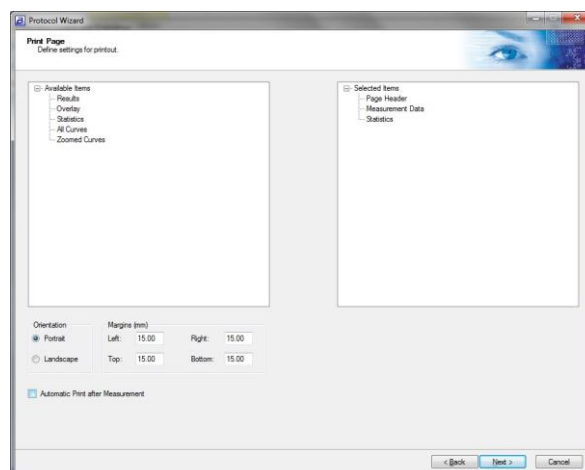 Protocol Wizard
Print Page
Define settings for printout.
Available Items
Results
Overlay
Statistics
All Curves
Zoomed Curves
Selected Items
Page Header
Measurement Data
Statistics
Orientation
Portrait
Landscape
Margins (mm)
Left: 15.00 Right: 15.00
Top: 15.00 Bottom: 15.00
Automatic Print after Measurement
< Back Next > Cancel